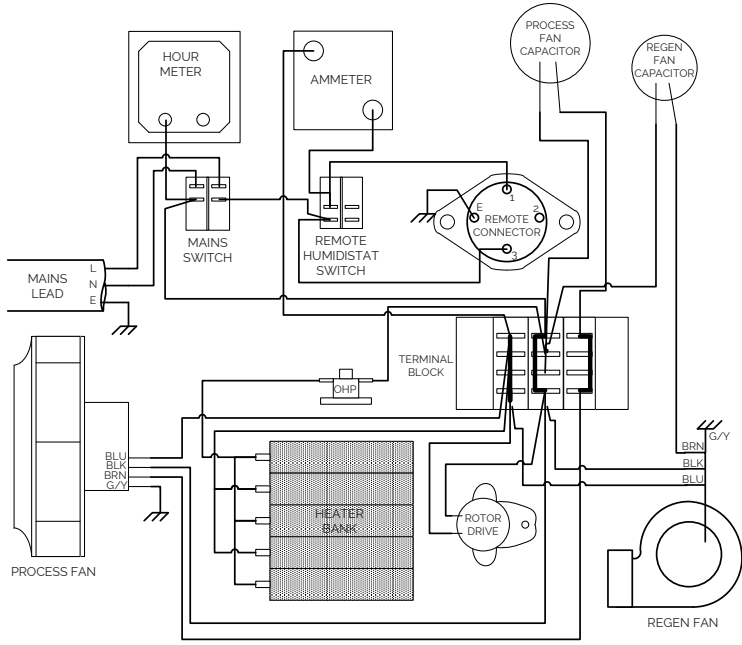 PROCESS
FAN
CAPACITOR
REGEN
FAN
CAPACITOR
HOUR
METER
AMMETER
1
E
2
REMOTE
CONNECTOR
3
MAINS
SWITCH
REMOTE
HUMIDISTAT
SWITCH
L
MAINS
LEAD
N
E
TERMINAL
BLOCK
OHP
G/Y
BRN
BLK
BLU
BLU
BLK
BRN
G/Y
HEATER
BANK
ROTOR
DRIVE
PROCESS FAN
REGEN FAN